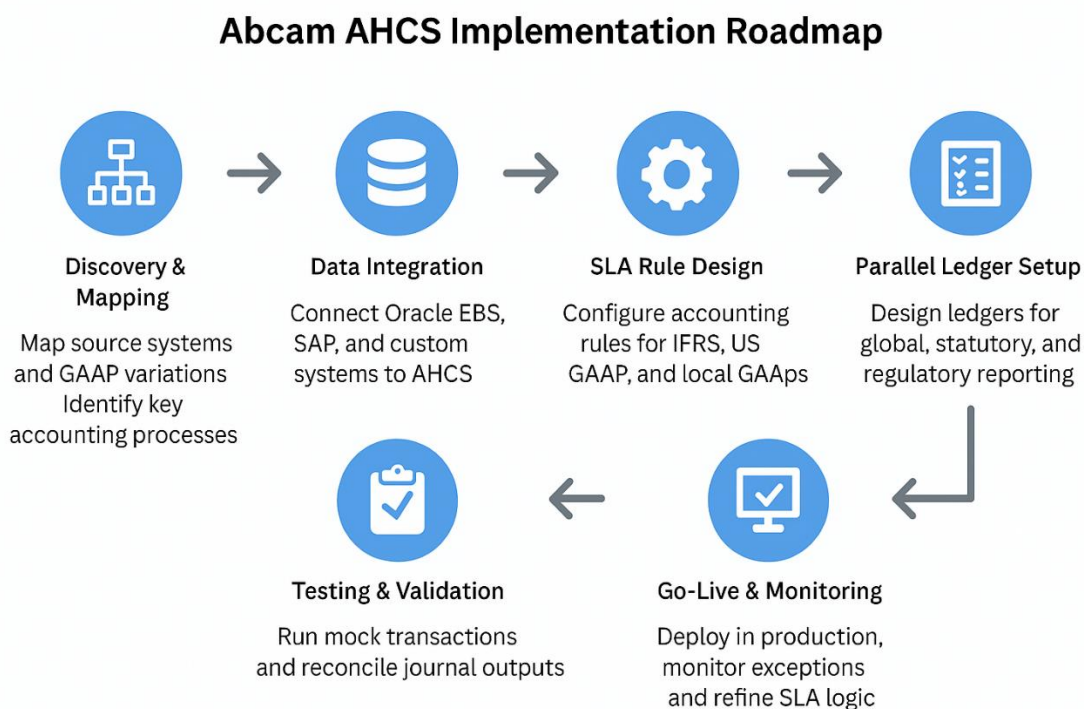 Abcam AHCS Implementation Roadmap
Discovery &
Mapping
Map source systems
and GAAP variations
Identify key
accounting processes
Data Integration
Connect Oracle EBS,
SAP, and custom
systems to AHCS
SLA Rule Design
Configure accounting
rules for IFRS, US
GAAP, and local GAAps
Parallel Ledger Setup
Design ledgers for
global, statutory, and
regulatory reporting
Testing & Validation
Run mock transactions
and reconcile journal outputs
Go-Live & Monitoring
Deploy in production,
monitor exceptions
and refine SLA logic